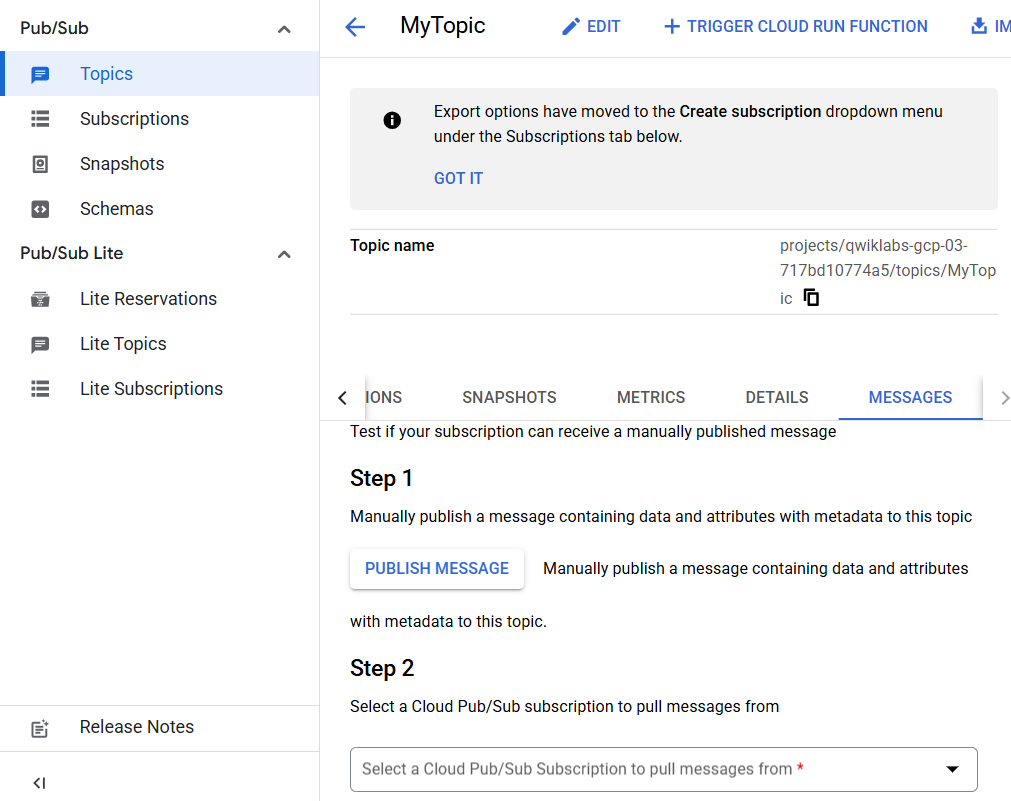 Pub/Sub
Topics
Subscriptions
Snapshots
Schemas
Pub/Sub Lite
Lite Reservations
Lite Topics
Lite Subscriptions
Release Notes
MyTopic
EDIT
TRIGGER CLOUD RUN FUNCTION
IM
Export options have moved to the Create subscription dropdown menu
under the Subscriptions tab below.
GOT IT
Topic name
projects/qwiklabs-gcp-03-
717bd10774a5/topics/MyTop
ic
IONS SNAPSHOTS METRICS DETAILS MESSAGES
Test if your subscription can receive a manually published message
Step 1
Manually publish a message containing data and attributes with metadata to this topic
PUBLISH MESSAGE Manually publish a message containing data and attributes
with metadata to this topic.
Step 2
Select a Cloud Pub/Sub subscription to pull messages from
Select a Cloud Pub/Sub Subscription to pull messages from *